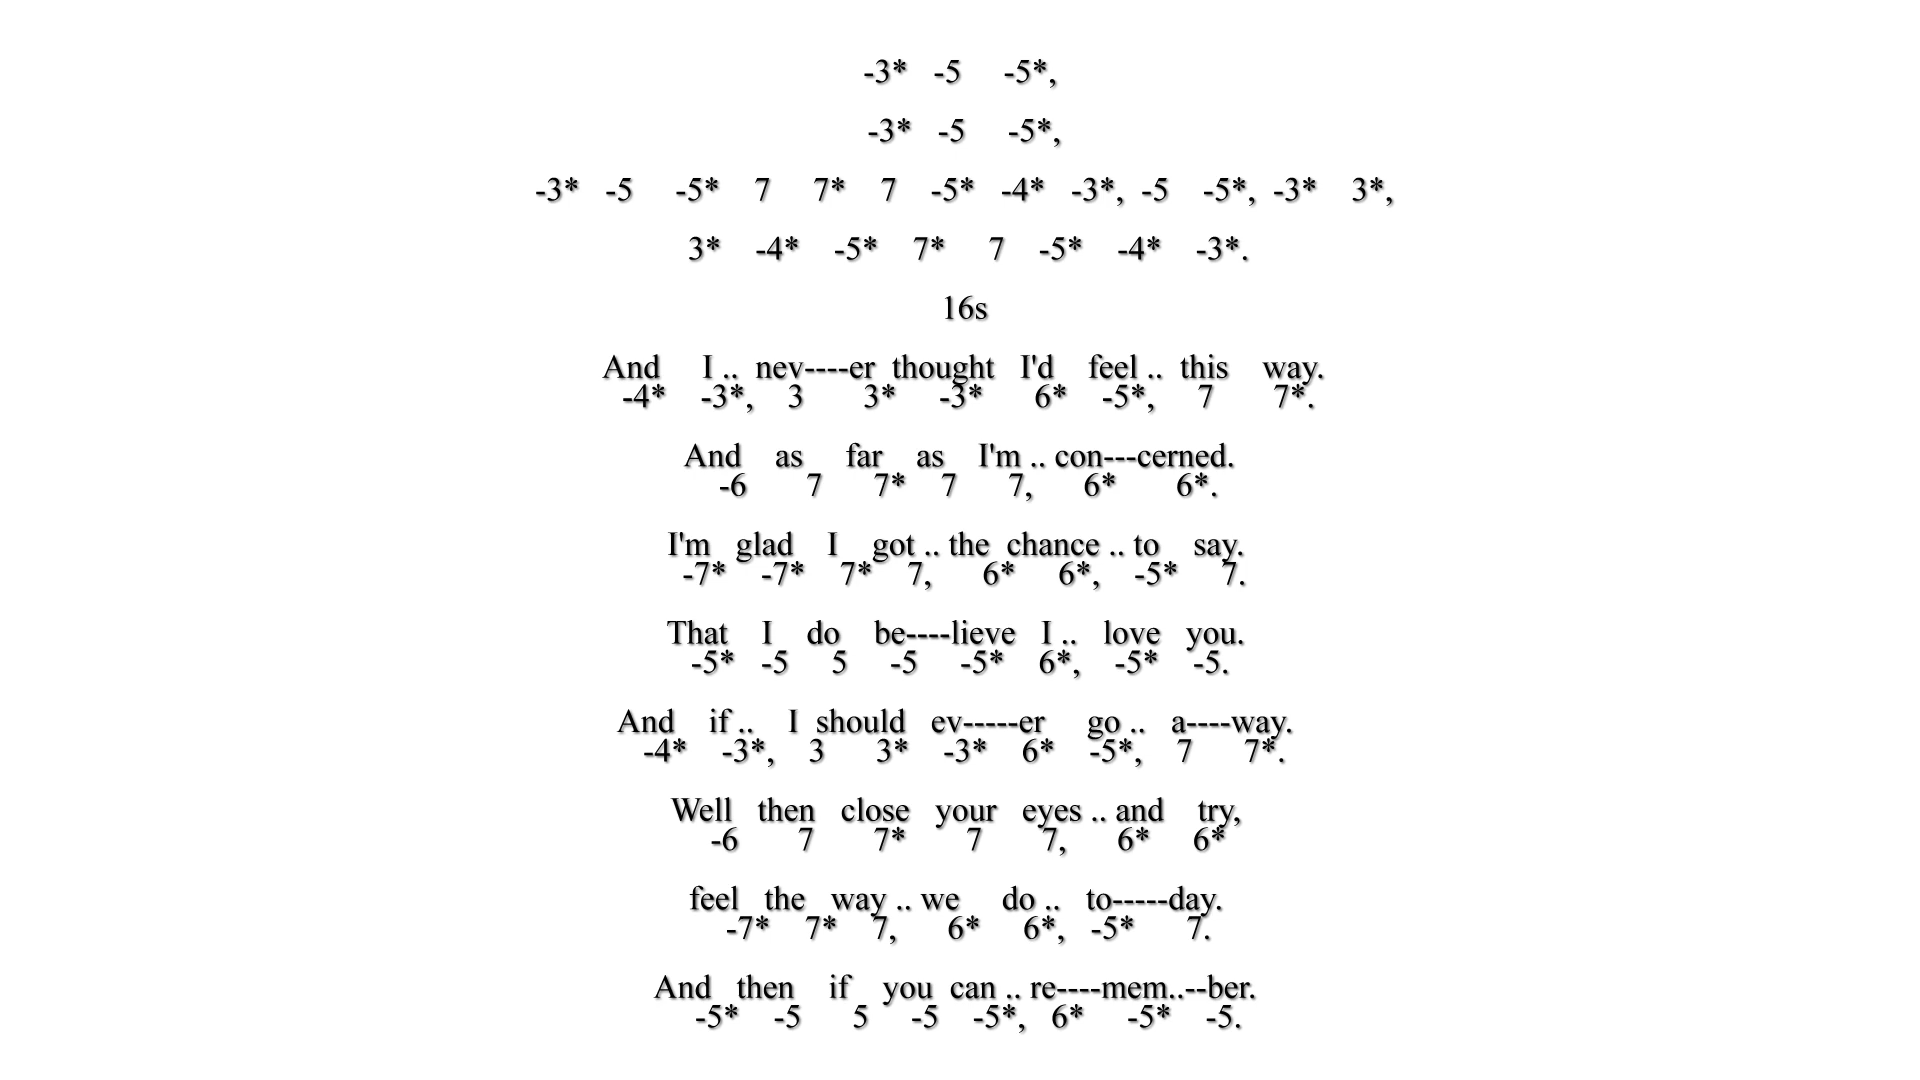 -3* -5 -5*,
-3* -5 -5*,
-3* -5 -5* 7 7* 7 -5* -4* -3*, -5 -5*, -3* 3*,
3* -4* -5* 7* 7 -5* -4* -3*.
16s
And I .. nev----er thought I'd feel .. this way.
-4* -3*, 3 3* -3* 6* -5*, 7 7*.
And as far as I'm .. con---cerned.
-6 7 7* 7 7, 6* 6*.
I'm glad I got .. the chance .. to say.
-7* -7* 7* 7, 6* 6*, -5* 7.
That I do be----lieve I .. love you.
-5* -5 5 -5 -5* 6*, -5* -5.
And if .. I should ev-----er go .. a----way.
-4* -3*, 3 3* -3* 6* -5*, 7 7*.
Well then close your eyes .. and try,
-6 7 7* 7 7, 6* 6*
feel the way .. we do .. to-----day.
-7* 7* 7, 6* 6*, -5* 7.
And then if you can .. re----mem..--ber.
-5* -5 5 -5 -5*, 6* -5* -5.